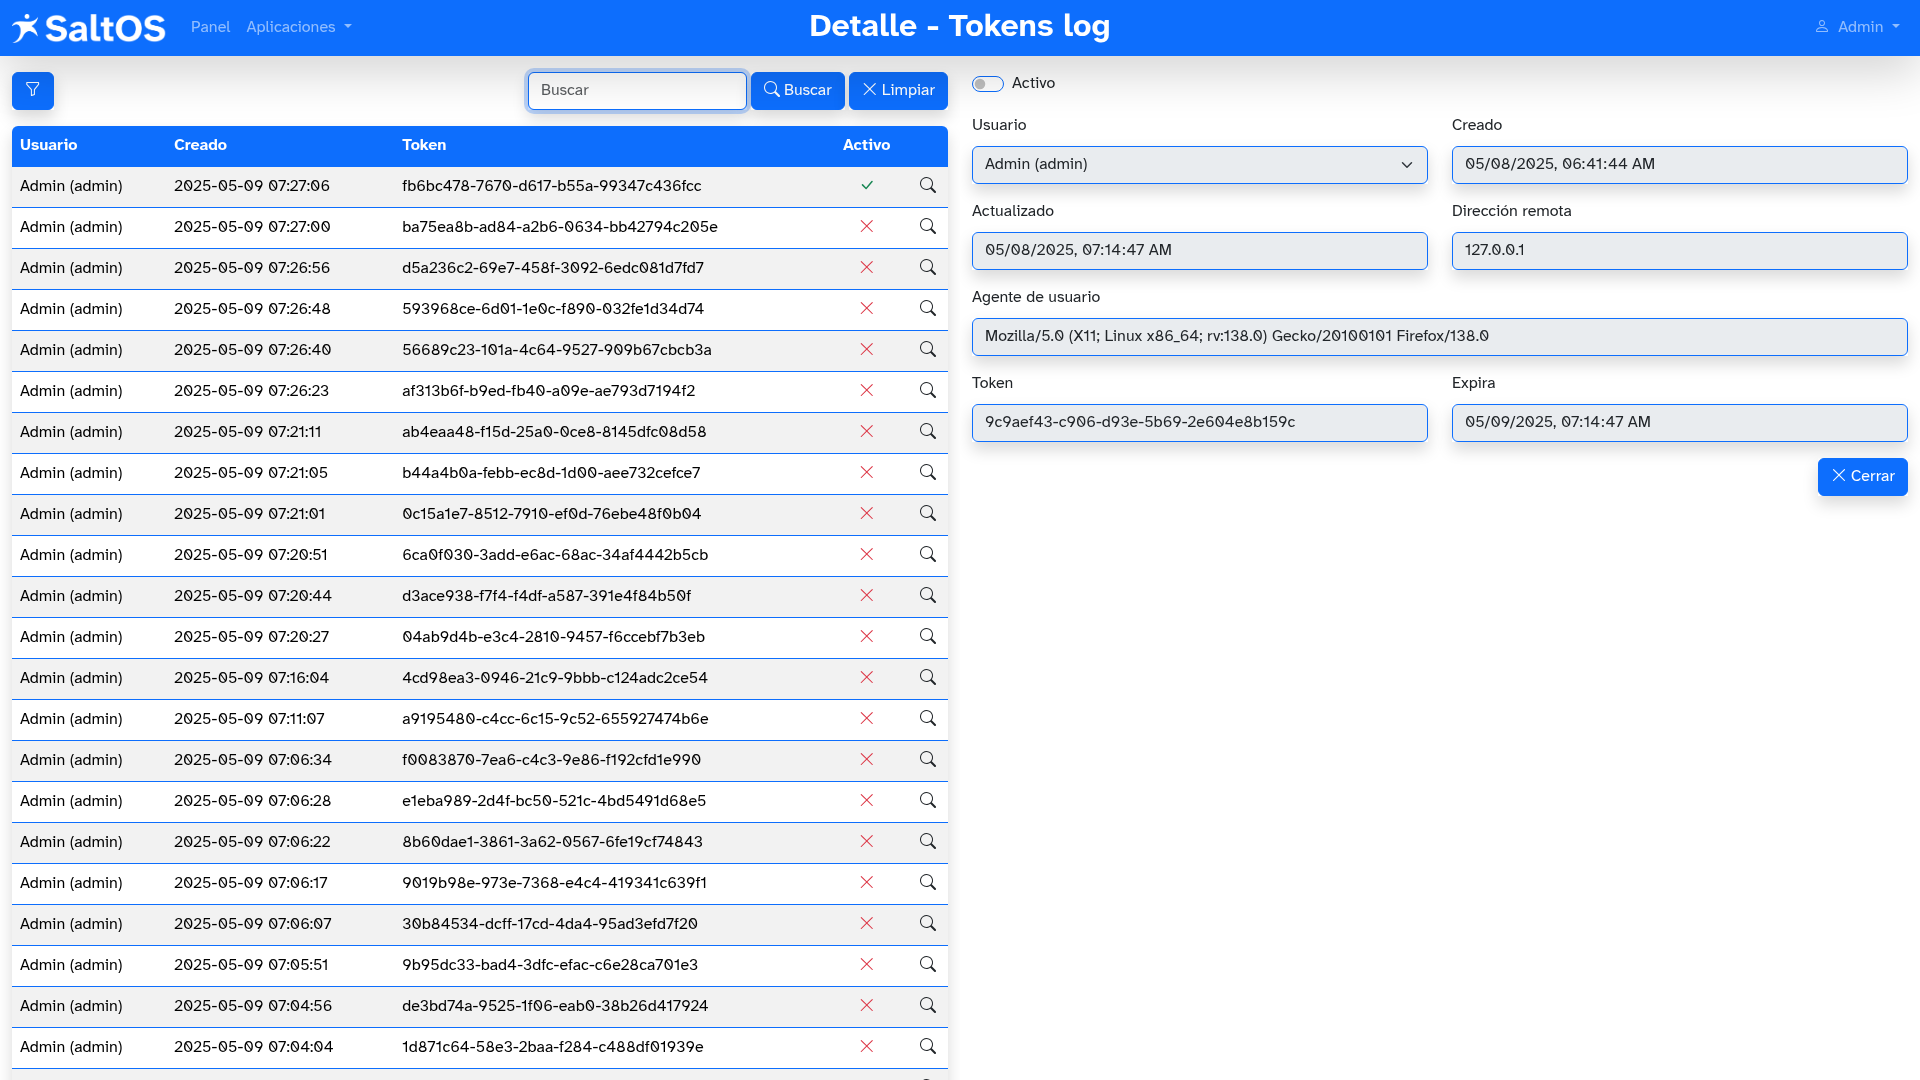 SaltOS Panel Aplicaciones Detalle - Tokens log Admin
Buscar Buscar Limpiar
Usuario Creado Token Activo
Admin (admin) 2025-05-09 07:27:06 fb6bc478-7670-d617-b55a-99347c436fcc
Admin (admin) 2025-05-09 07:27:00 ba75ea8b-ad84-a2b6-0634-bb42794c205e
Admin (admin) 2025-05-09 07:26:56 d5a236c2-69e7-458f-3092-6edc081d7fd7
Admin (admin) 2025-05-09 07:26:48 593968ce-6d01-1e0c-f890-032fe1d34d74
Admin (admin) 2025-05-09 07:26:40 56689c23-101a-4c64-9527-909b67cbcb3a
Admin (admin) 2025-05-09 07:26:23 af313b6f-b9ed-fb40-a09e-ae793d7194f2
Admin (admin) 2025-05-09 07:21:11 ab4eaa48-f15d-25a0-0ce8-8145dfc08d58
Admin (admin) 2025-05-09 07:21:05 b44a4b0a-febb-ec8d-1d00-aee732cefce7
Admin (admin) 2025-05-09 07:21:01 0c15a1e7-8512-7910-ef0d-76ebe48f0b04
Admin (admin) 2025-05-09 07:20:51 6ca0f030-3add-e6ac-68ac-34af4442b5cb
Admin (admin) 2025-05-09 07:20:44 d3ace938-f7f4-f4df-a587-391e4f84b50f
Admin (admin) 2025-05-09 07:20:27 04ab9d4b-e3c4-2810-9457-f6ccebf7b3eb
Admin (admin) 2025-05-09 07:16:04 4cd98ea3-0946-21c9-9bbb-c124adc2ce54
Admin (admin) 2025-05-09 07:11:07 a9195480-c4cc-6c15-9c52-655927474b6e
Admin (admin) 2025-05-09 07:06:34 f0083870-7ea6-c4c3-9e86-f192cfd1e990
Admin (admin) 2025-05-09 07:06:28 e1eba989-2d4f-bc50-521c-4bd5491d68e5
Admin (admin) 2025-05-09 07:06:22 8b60dae1-3861-3a62-0567-6fe19cf74843
Admin (admin) 2025-05-09 07:06:17 9019b98e-973e-7368-e4c4-419341c639f1
Admin (admin) 2025-05-09 07:06:07 30b84534-dcff-17cd-4da4-95ad3efd7f20
Admin (admin) 2025-05-09 07:05:51 9b95dc33-bad4-3dfc-efac-c6e28ca701e3
Admin (admin) 2025-05-09 07:04:56 de3bd74a-9525-1f06-eab0-38b26d417924
Admin (admin) 2025-05-09 07:04:04 1d871c64-58e3-2baa-f284-c488df01939e
Activo
Usuario Creado
Admin (admin) 05/08/2025, 06:41:44 AM
Actualizado Dirección remota
05/08/2025, 07:14:47 AM 127.0.0.1
Agente de usuario
Mozilla/5.0 (X11; Linux x86_64; rv:138.0) Gecko/20100101 Firefox/138.0
Token Expira
9c9aef43-c906-d93e-5b69-2e604e8b159c 05/09/2025, 07:14:47 AM
Cerrar